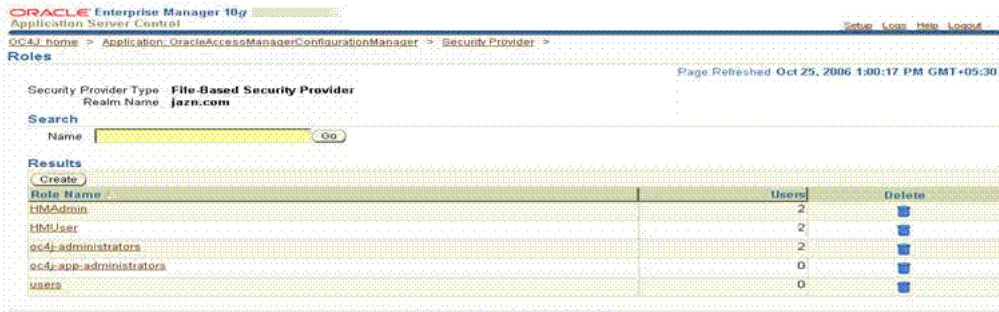 ORACLE Enterprise Manager 10g
Application Server Control
Setup Logs Help Logout
OC4J: home > Application: OracleAccessManagerConfigurationManager > Security Provider >
Roles
Page Refreshed Oct 25, 2006 1:00:17 PM GMT+05:30
Security Provider Type File-Based Security Provider
Realm Name jazn.com
Search
Name Go
Results
Create
Role Name Users Delete
HMAdmin 2
HMUser 2
oc4j-administrators 2
oc4j-app-administrators 0
users 0